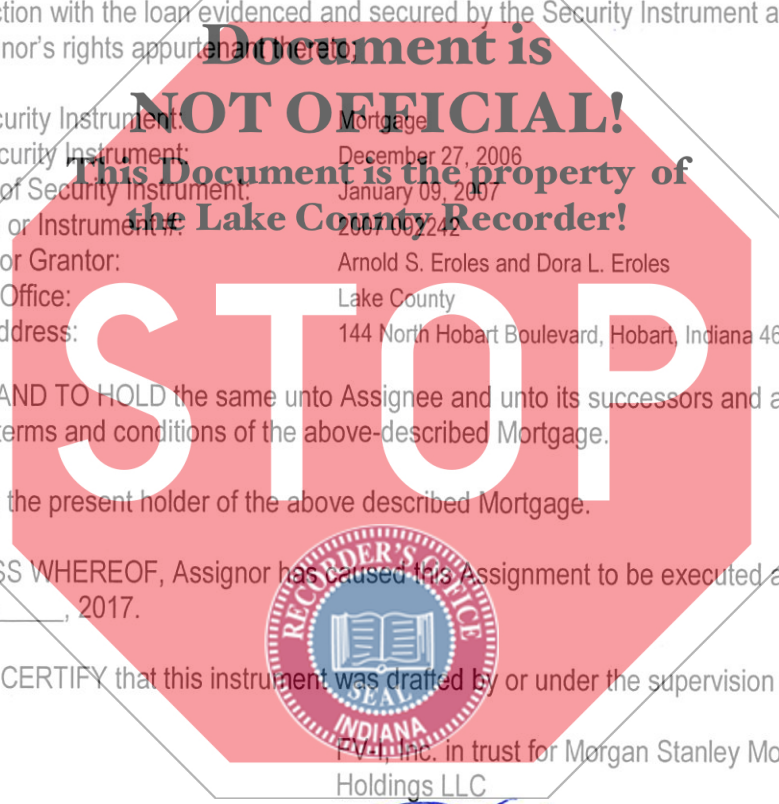 ction with the loan evidenced and secured by the Security Instrument a
nor's rights appurtenant thereto;
Document is
NOT OFFICIAL!
This Document is the property of
the Lake County Recorder!
curity Instrument: Mortgage
curity Instrument: December 27, 2006
of Security Instrument: January 09, 2007
or Instrument #: 2007 002242
or Grantor: Arnold S. Eroles and Dora L. Eroles
Office: Lake County
ddress: 144 North Hobart Boulevard, Hobart, Indiana 46
STOP
AND TO HOLD the same unto Assignee and unto its successors and a
terms and conditions of the above-described Mortgage.
the present holder of the above described Mortgage.
SS WHEREOF, Assignor has caused this Assignment to be executed a
_____, 2017.
RECORDER'S OFFICE
SEAL
INDIANA
CERTIFY that this instrument was drafted by or under the supervision
PV-I, Inc. in trust for Morgan Stanley Mo
Holdings LLC